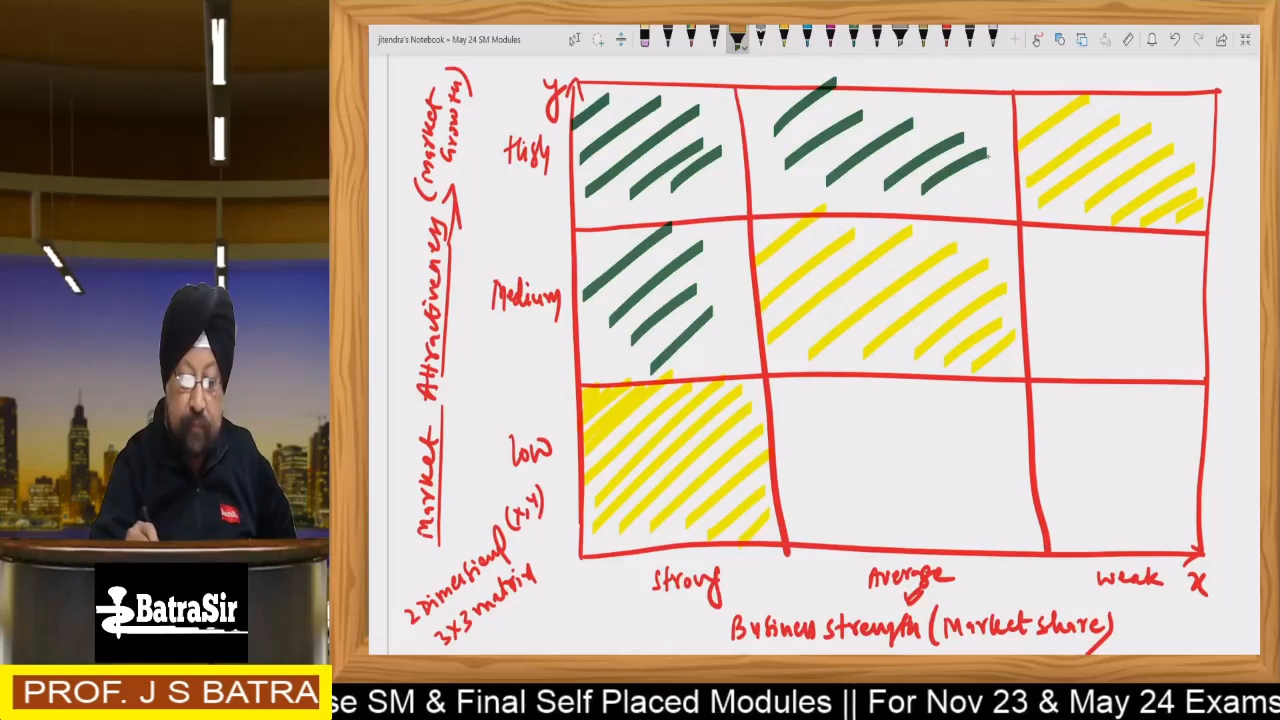 jitendra's Notebook » May 24 SM Modules
y
High
Medium
Low
Market Attractiveness (Market
Growth)
2 Dimensional (x,y)
3x3 matrix
Strong
Average
weak
x
Business strength (Market share)
BatraSir
PROF. J S BATRA
se SM & Final Self Placed Modules || For Nov 23 & May 24 Exams